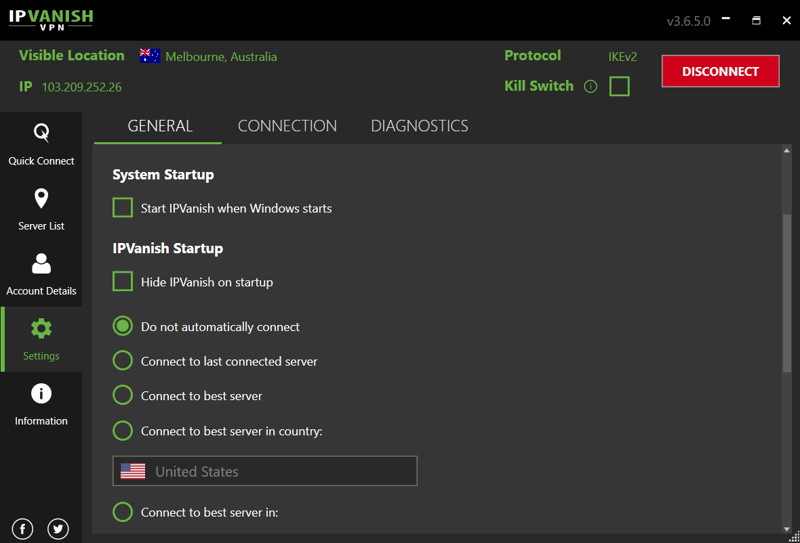 IPVANISH
VPN
v3.6.5.0
Visible Location Melbourne, Australia
IP 103.209.252.26
Protocol IKEv2
Kill Switch
DISCONNECT
Quick Connect
Server List
Account Details
Settings
Information
GENERAL CONNECTION DIAGNOSTICS
System Startup
Start IPVanish when Windows starts
IPVanish Startup
Hide IPVanish on startup
Do not automatically connect
Connect to last connected server
Connect to best server
Connect to best server in country:
United States
Connect to best server in: